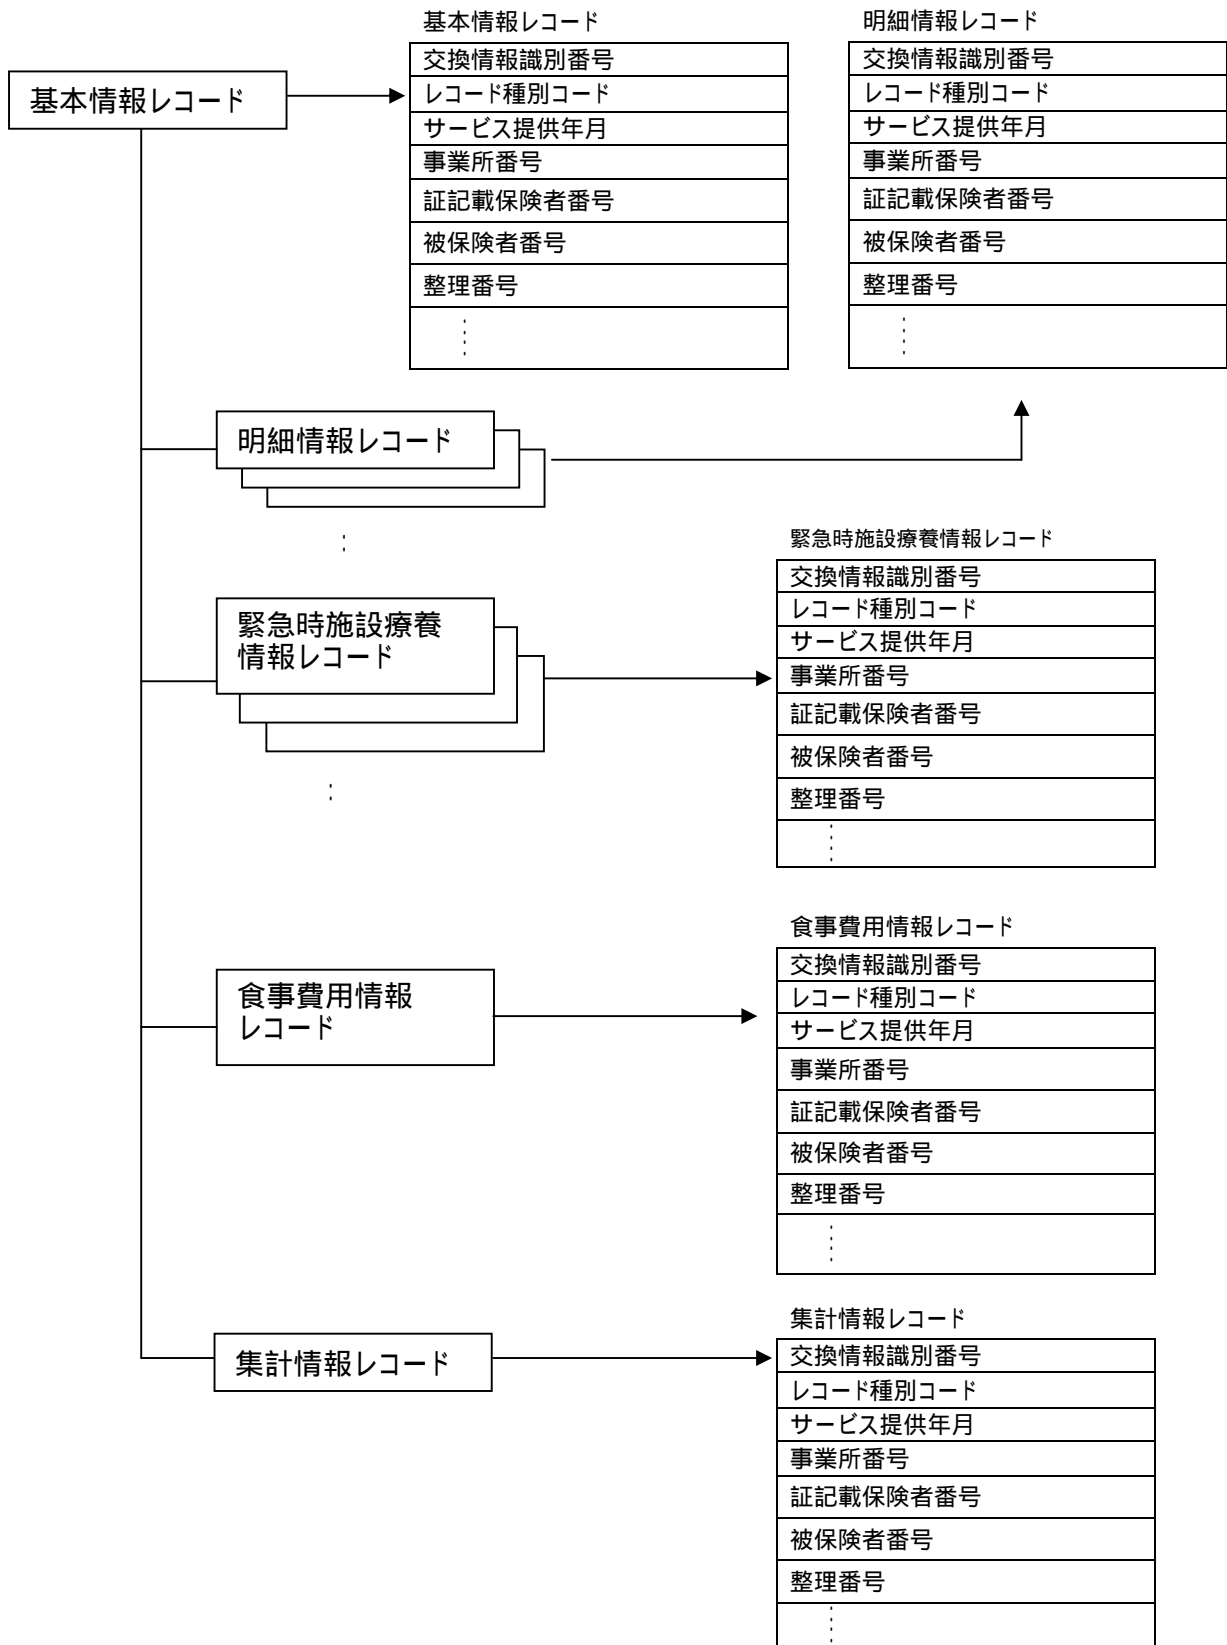 基本情報レコード
基本情報レコード
交換情報識別番号
レコード種別コード
サービス提供年月
事業所番号
証記載保険者番号
被保険者番号
整理番号
明細情報レコード
交換情報識別番号
レコード種別コード
サービス提供年月
事業所番号
証記載保険者番号
被保険者番号
整理番号
明細情報レコード
緊急時施設療養
情報レコード
緊急時施設療養情報レコード
交換情報識別番号
レコード種別コード
サービス提供年月
事業所番号
証記載保険者番号
被保険者番号
整理番号
食事費用情報
レコード
食事費用情報レコード
交換情報識別番号
レコード種別コード
サービス提供年月
事業所番号
証記載保険者番号
被保険者番号
整理番号
集計情報レコード
集計情報レコード
交換情報識別番号
レコード種別コード
サービス提供年月
事業所番号
証記載保険者番号
被保険者番号
整理番号